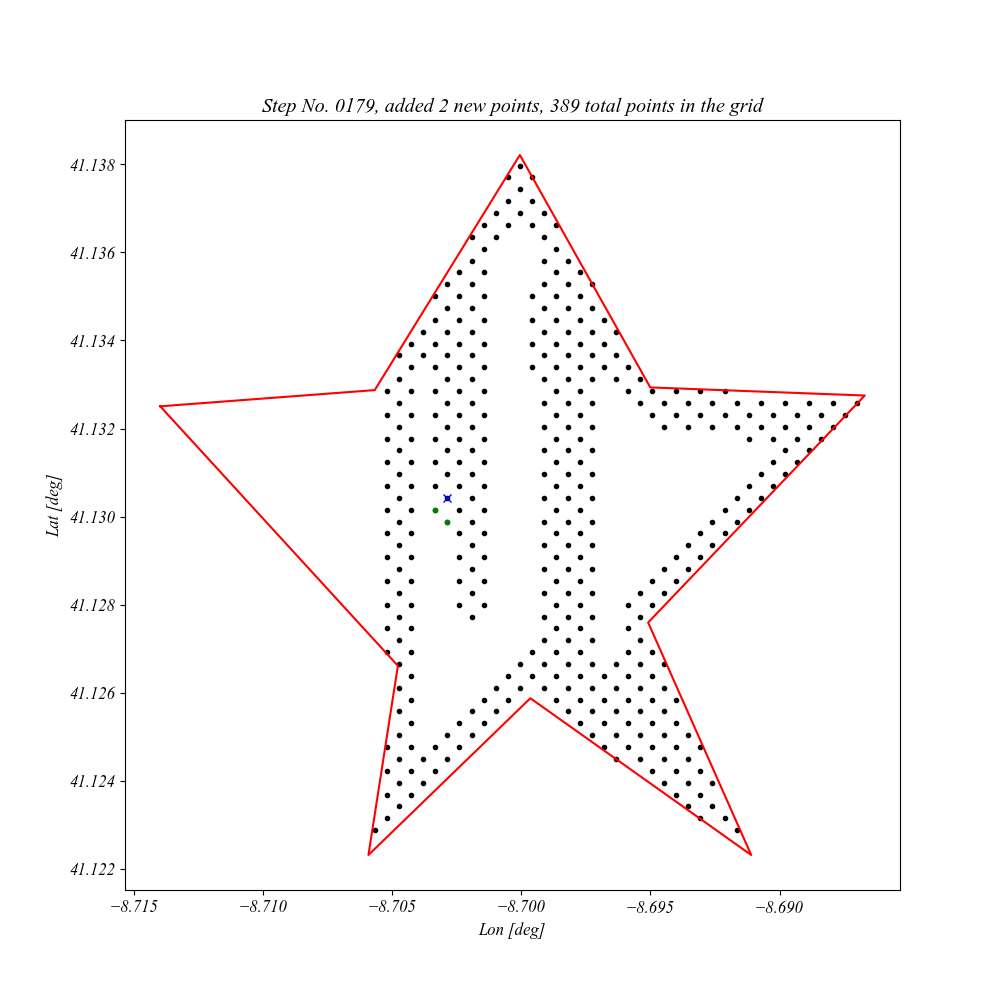 Step No. 0179, added 2 new points, 389 total points in the grid
41.138
41.136
41.134
41.132
41.130
41.128
41.126
41.124
41.122
Lat [deg]
−8.715 −8.710 −8.705 −8.700 −8.695 −8.690
Lon [deg]